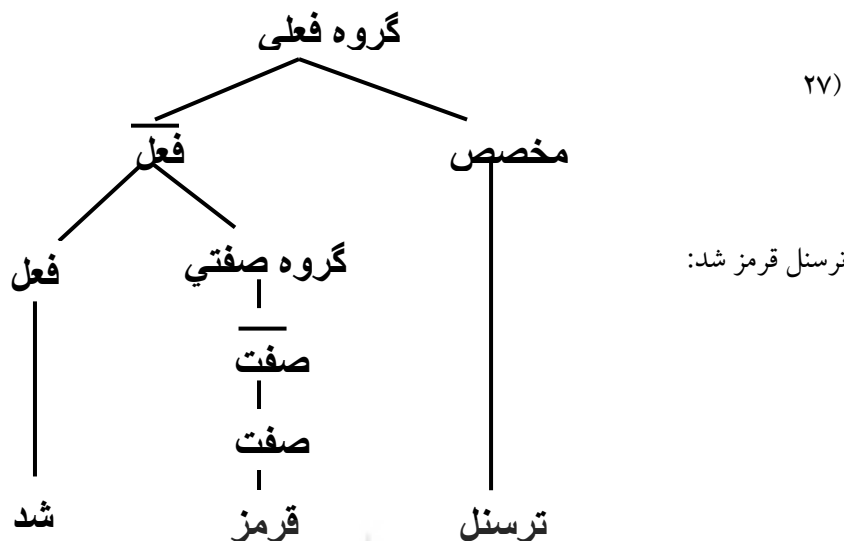 گروه فعلی
(۲۷
مخصص فعل
گروه صفتي فعل
ترسنل قرمز شد:
صفت
صفت
ترسنل قرمز شد